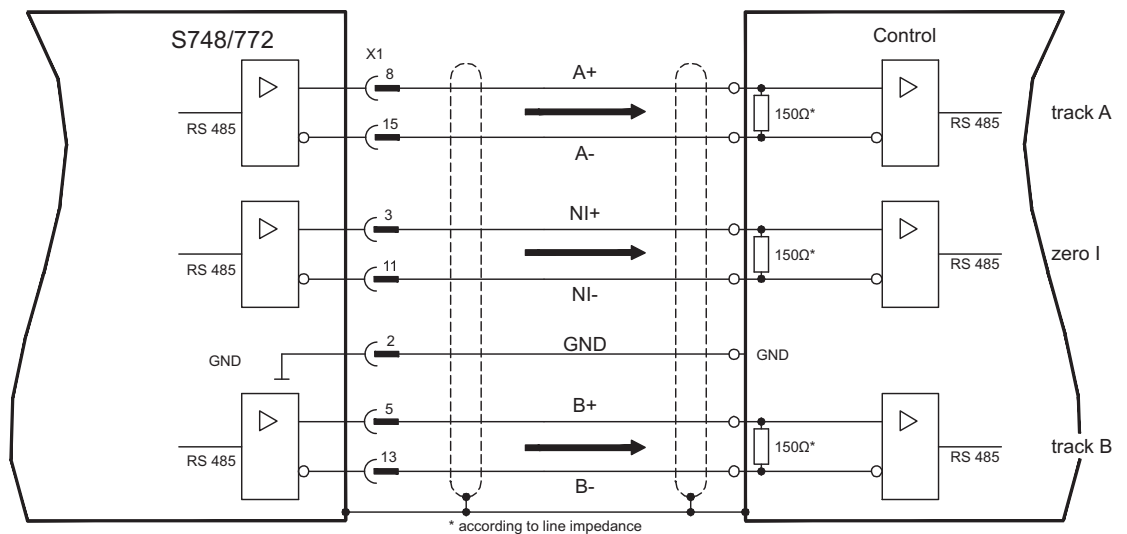 S748/772
X1
Control
8
A+
RS 485
150Ω*
RS 485
track A
15
A-
3
NI+
RS 485
150Ω*
RS 485
zero I
11
NI-
GND
2
GND
GND
5
B+
RS 485
150Ω*
RS 485
track B
13
B-
* according to line impedance